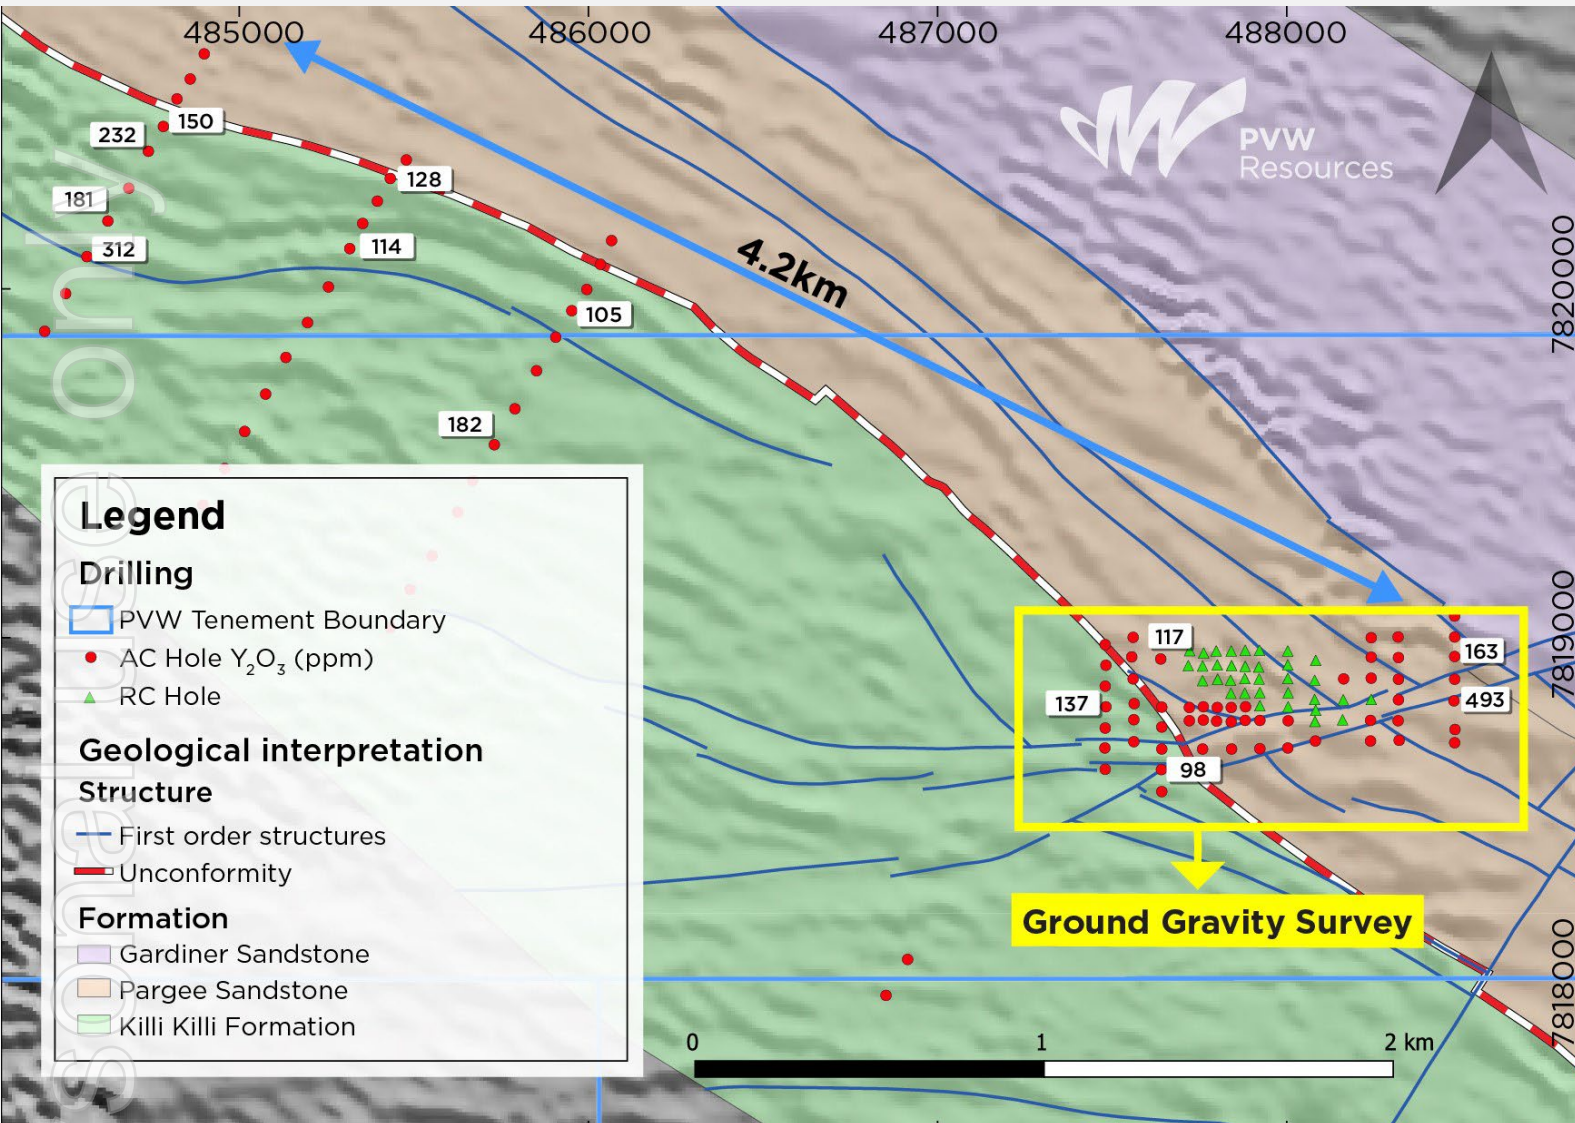 485000
486000
487000
488000
PVW
Resources
150
232
128
181
114
312
4.2km
7820000
105
182
Legend
Drilling
PVW Tenement Boundary
AC Hole Y₂O₃ (ppm)
RC Hole
Geological interpretation
Structure
First order structures
Unconformity
Formation
Gardiner Sandstone
Pargee Sandstone
Killi Killi Formation
117
163
7819000
137
493
98
Ground Gravity Survey
7818000
0
1
2 km
sonal use only